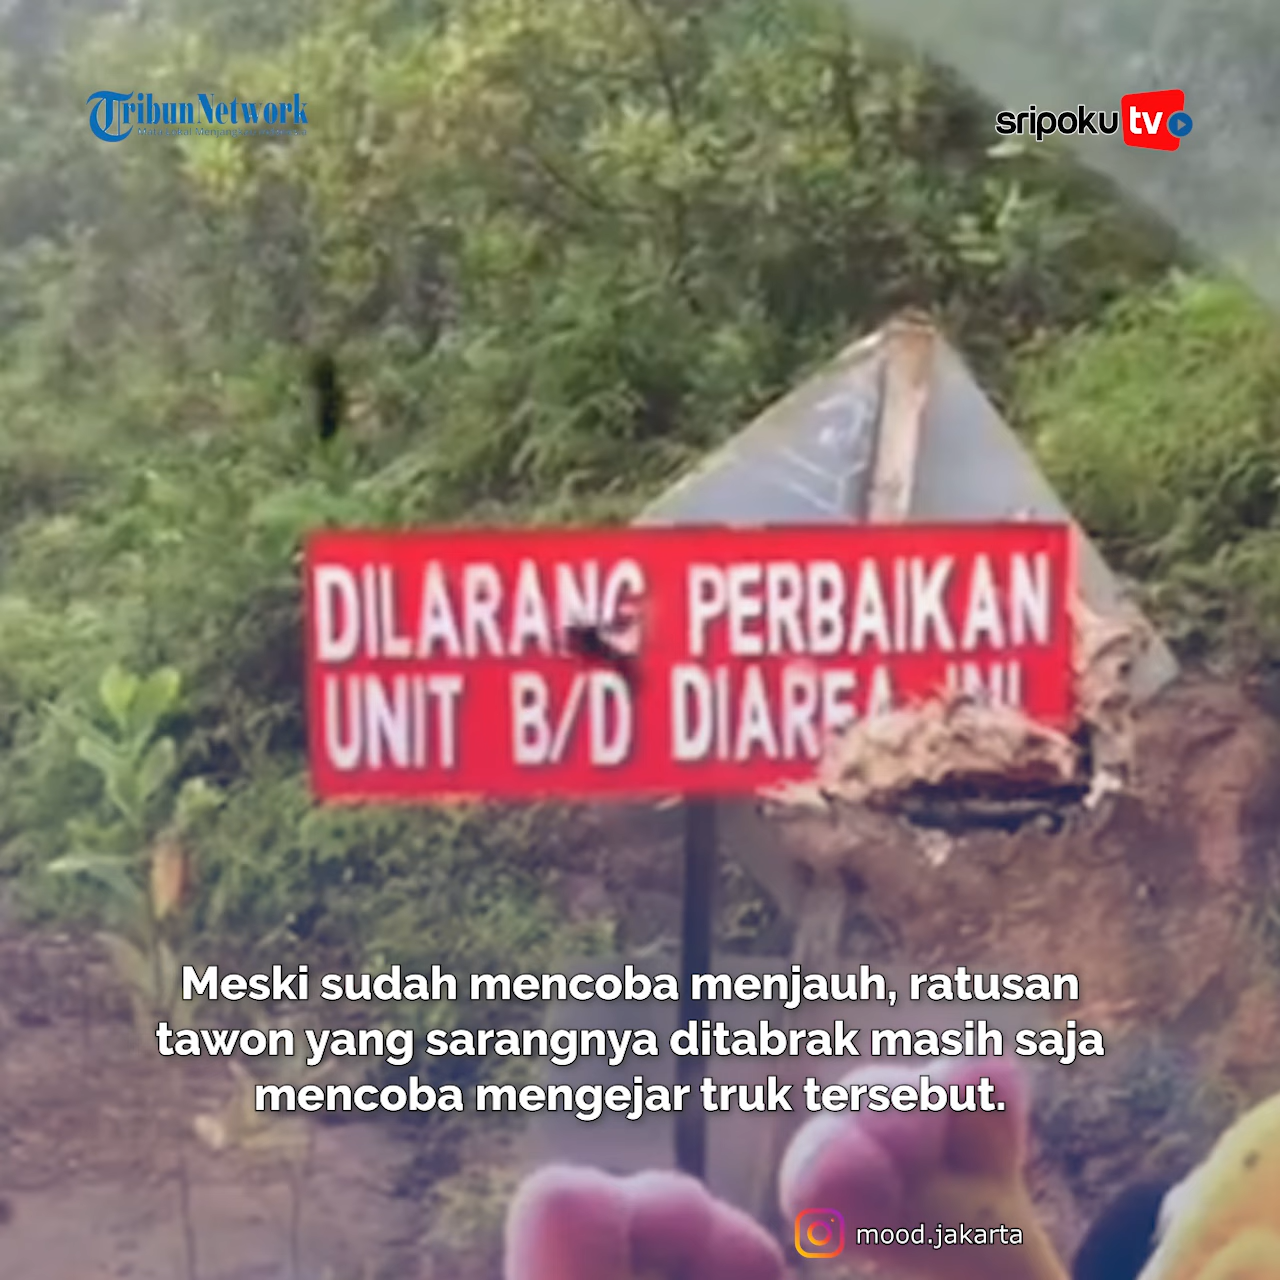 TribunNetwork
sripoku tv
DILARANG PERBAIKAN
UNIT B/D DIAREA INI
Meski sudah mencoba menjauh, ratusan
tawon yang sarangnya ditabrak masih saja
mencoba mengejar truk tersebut.
mood.jakarta